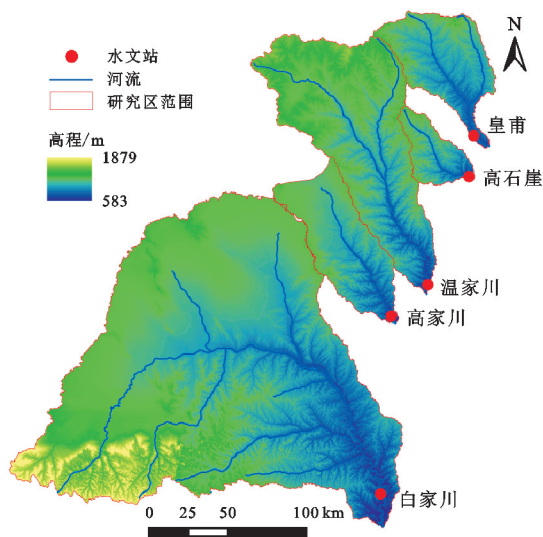 N
水文站
河流
研究区范围
高程/m
1879
583
皇甫
高石崖
温家川
高家川
白家川
0 25 50 100 km